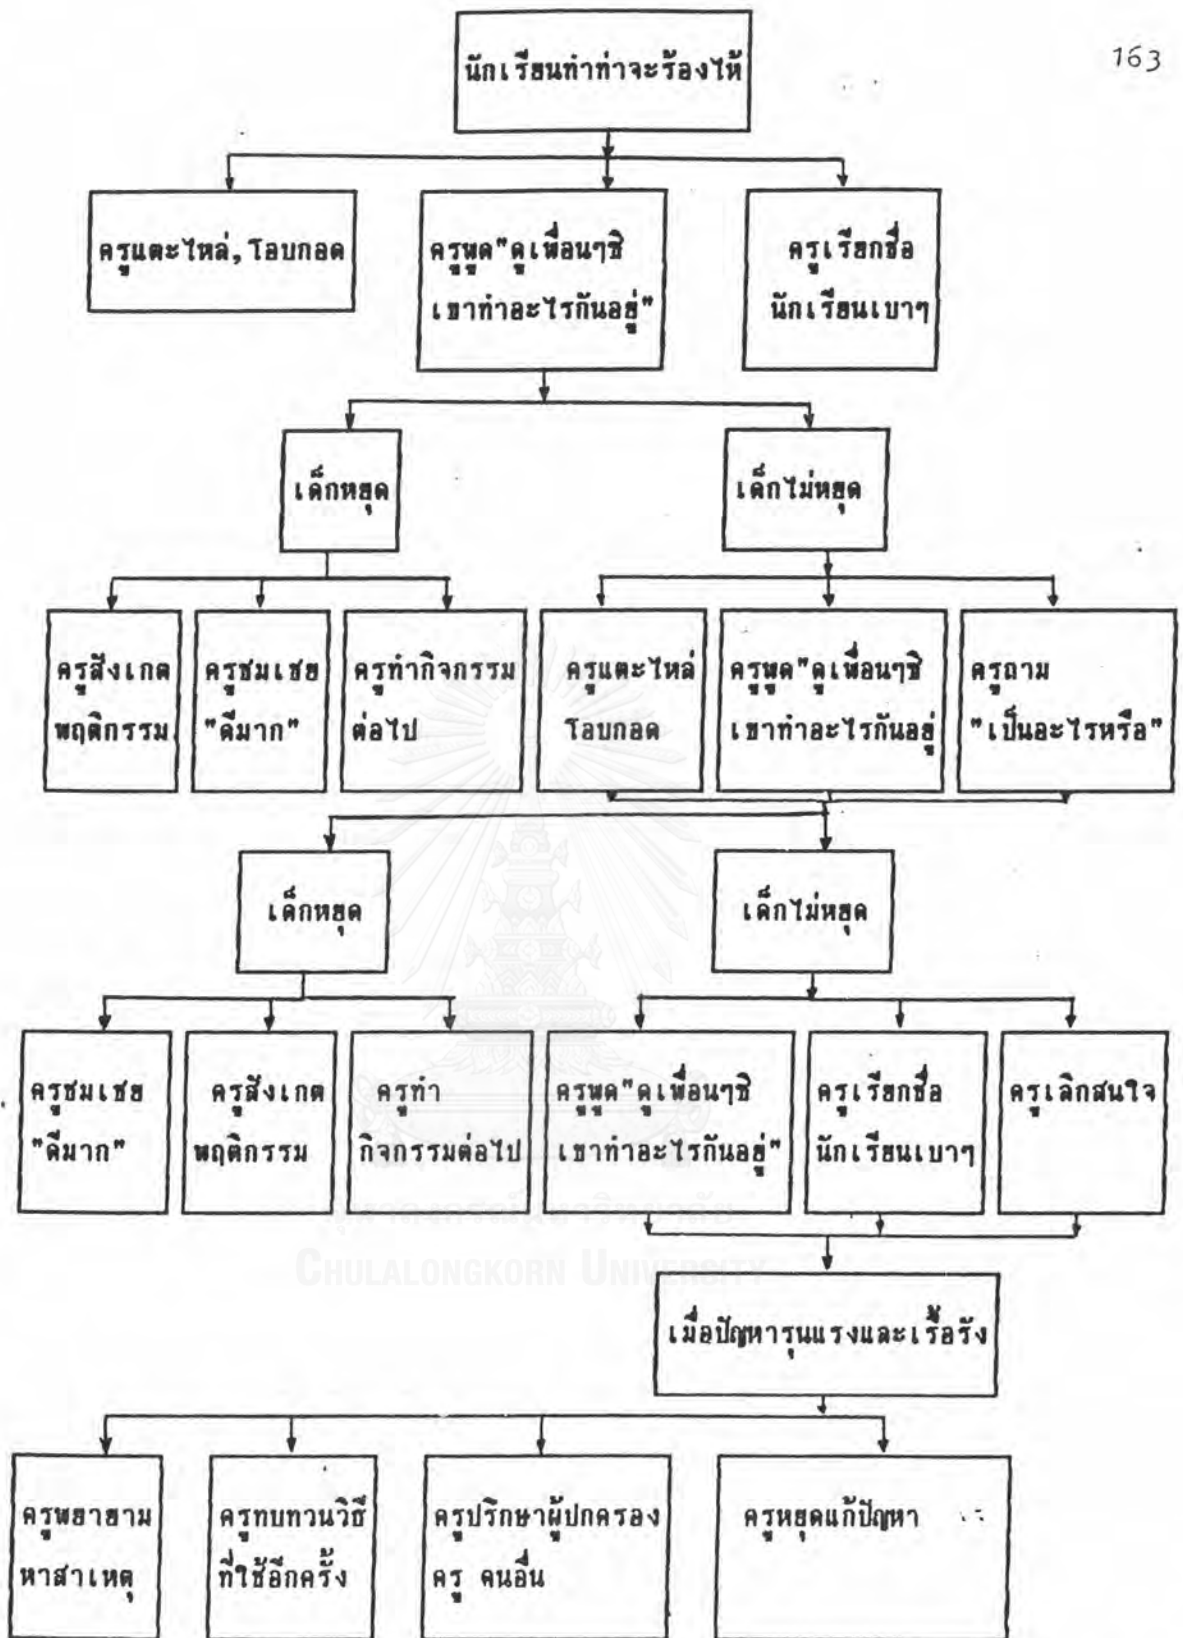 163
นักเรียนทำท่าจะร้องไห้
ครูแตะไหล่, โอบกอด
ครูพูด"ดูเพื่อนๆซิ
เขาทำอะไรกันอยู่"
ครูเรียกชื่อ
นักเรียนเบาๆ
เด็กหยุด
เด็กไม่หยุด
ครูสังเกต
พฤติกรรม
ครูชมเชย
"ดีมาก"
ครูทำกิจกรรม
ต่อไป
ครูแตะไหล่
โอบกอด
ครูพูด"ดูเพื่อนๆซิ
เขาทำอะไรกันอยู่
ครูถาม
"เป็นอะไรหรือ"
เด็กหยุด
เด็กไม่หยุด
ครูชมเชย
"ดีมาก"
ครูสังเกต
พฤติกรรม
ครูทำ
กิจกรรมต่อไป
ครูพูด"ดูเพื่อนๆซิ
เขาทำอะไรกันอยู่"
ครูเรียกชื่อ
นักเรียนเบาๆ
ครูเลิกสนใจ
จุฬาลงกรณ์มหาวิทยาลัย
CHULALONGKORN UNIVERSITY
เมื่อปัญหารุนแรงและเรื้อรัง
ครูพยายาม
หาสาเหตุ
ครูทบทวนวิธี
ที่ใช้อีกครั้ง
ครูปรึกษาผู้ปกครอง
ครู คนอื่น
ครูหยุดแก้ปัญหา